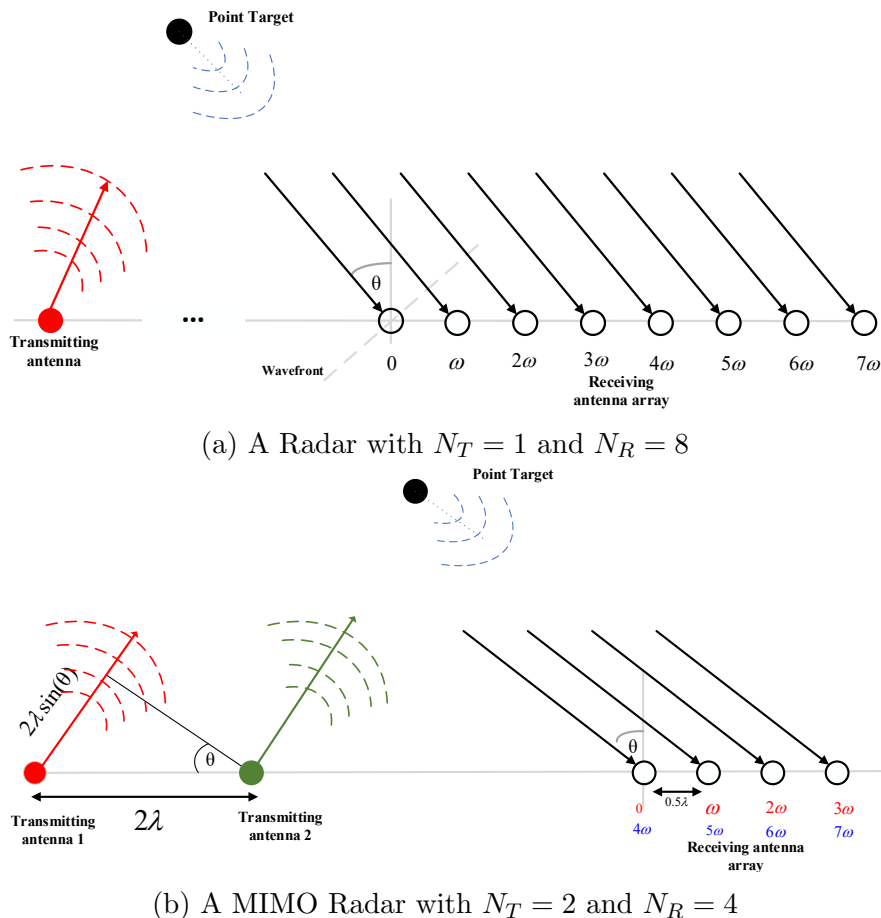 Point Target
θ
Transmitting
antenna
...
Wavefront
0 ω 2ω 3ω 4ω 5ω 6ω 7ω
Receiving
antenna array
(a) A Radar with N_T = 1 and N_R = 8
Point Target
2λsin(θ)
θ
θ
0.5λ
2λ
Transmitting
antenna 1
Transmitting
antenna 2
0 ω 2ω 3ω
4ω 5ω 6ω 7ω
Receiving antenna
array
(b) A MIMO Radar with N_T = 2 and N_R = 4